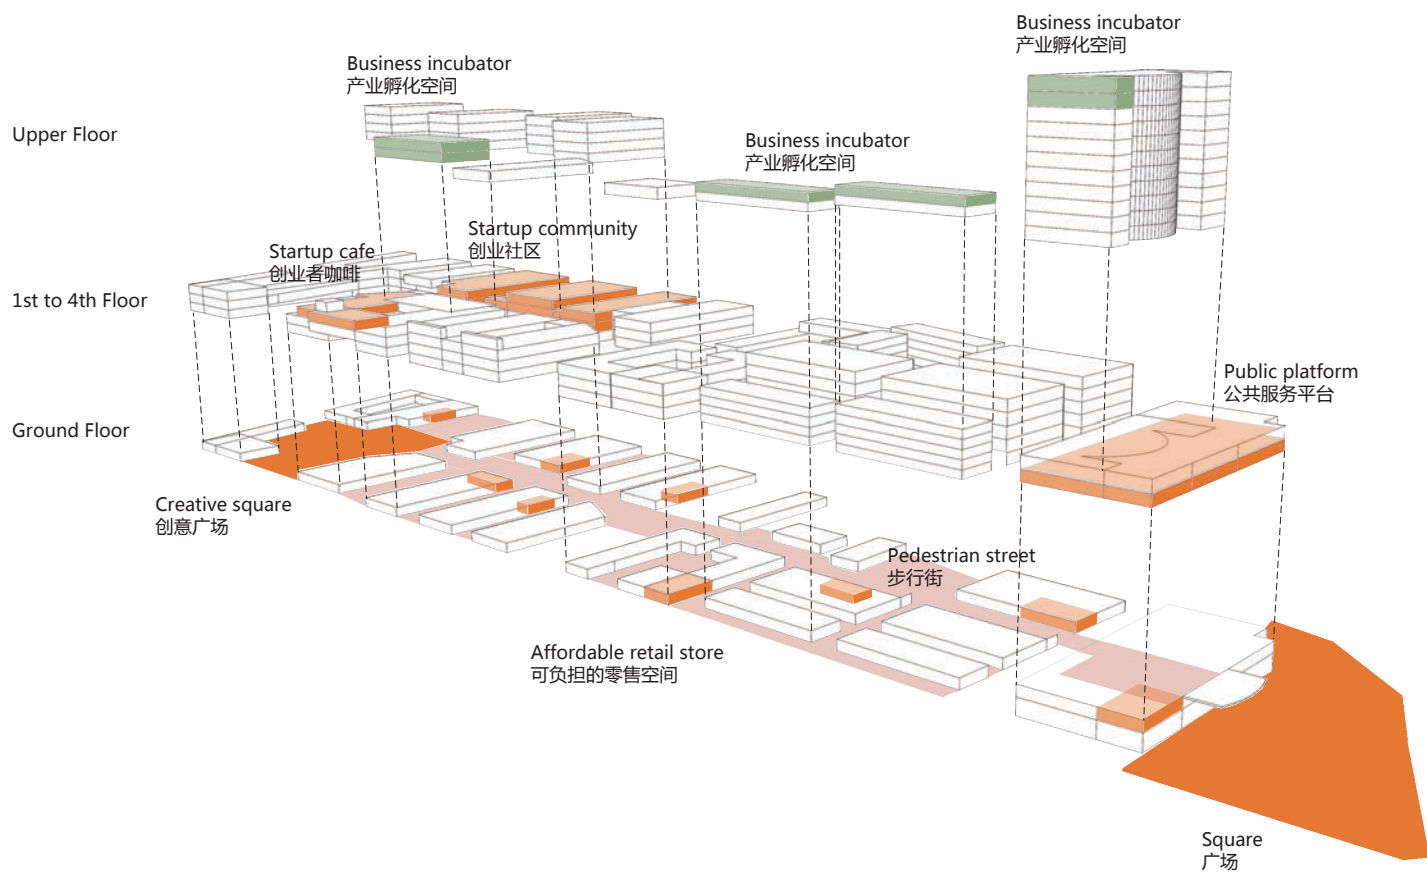 Business incubator
产业孵化空间
Business incubator
产业孵化空间
Upper Floor
Business incubator
产业孵化空间
Startup community
创业社区
Startup cafe
创业者咖啡
1st to 4th Floor
Public platform
公共服务平台
Ground Floor
Creative square
创意广场
Pedestrian street
步行街
Affordable retail store
可负担的零售空间
Square
广场